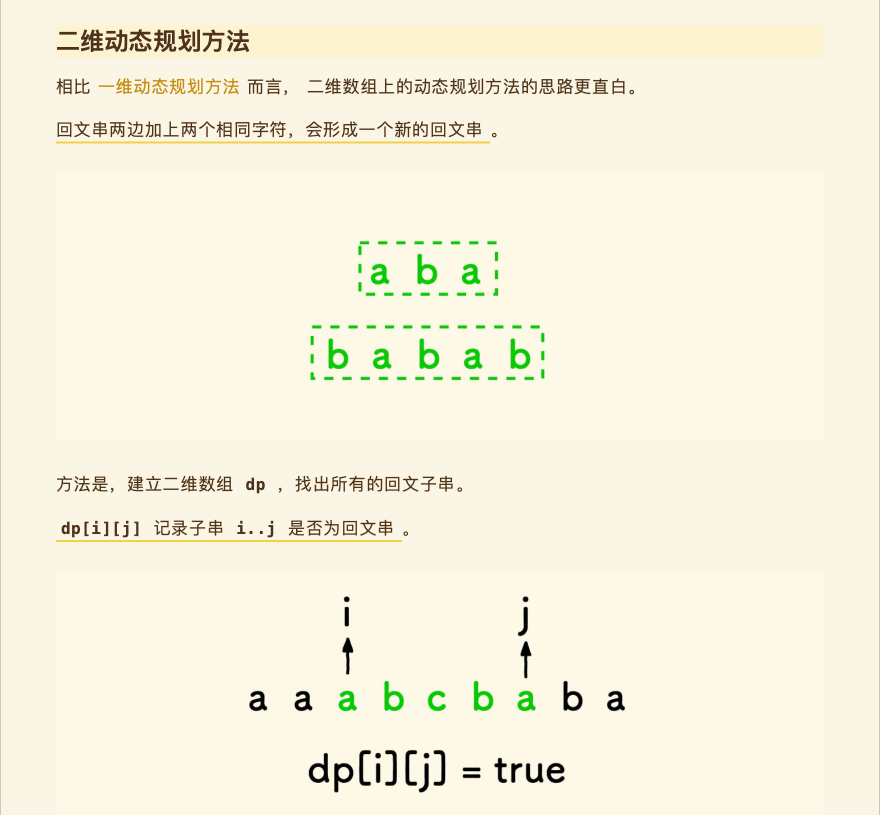 二维动态规划方法
相比 一维动态规划方法 而言， 二维数组上的动态规划方法的思路更直白。
回文串两边加上两个相同字符，会形成一个新的回文串 。
a b a
b a b a b
方法是，建立二维数组 dp ，找出所有的回文子串。
dp[i][j] 记录子串 i..j 是否为回文串 。
i j
a a a b c b a b a
dp[i][j] = true